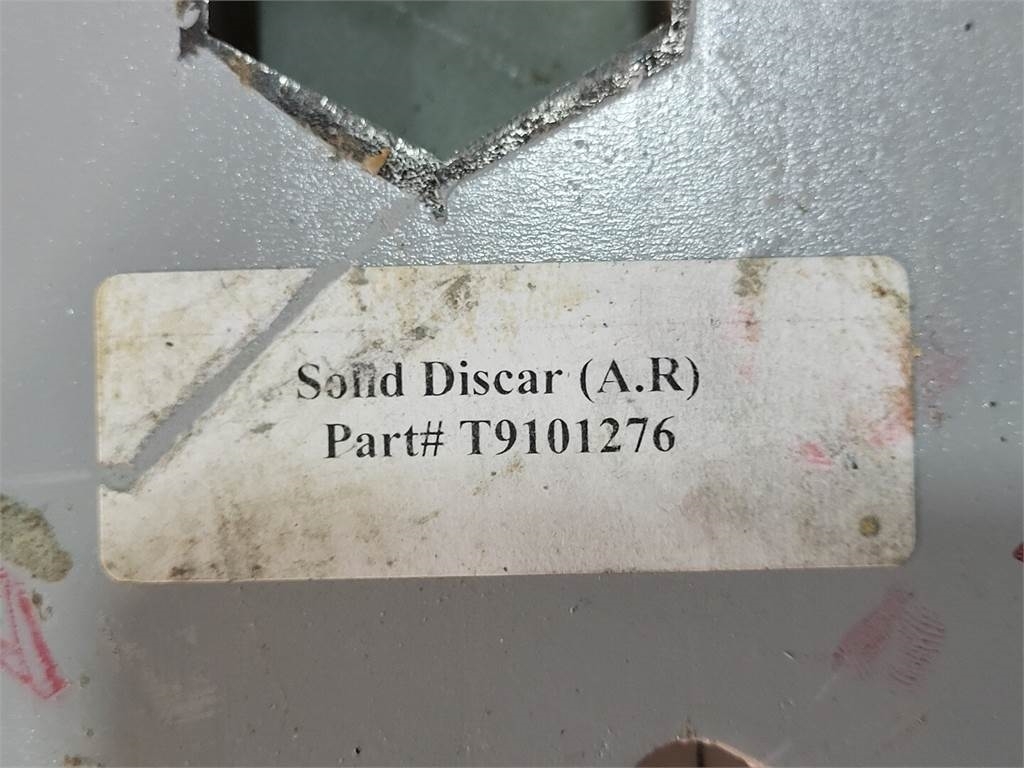 Solid Discar (A.R)
Part# T9101276